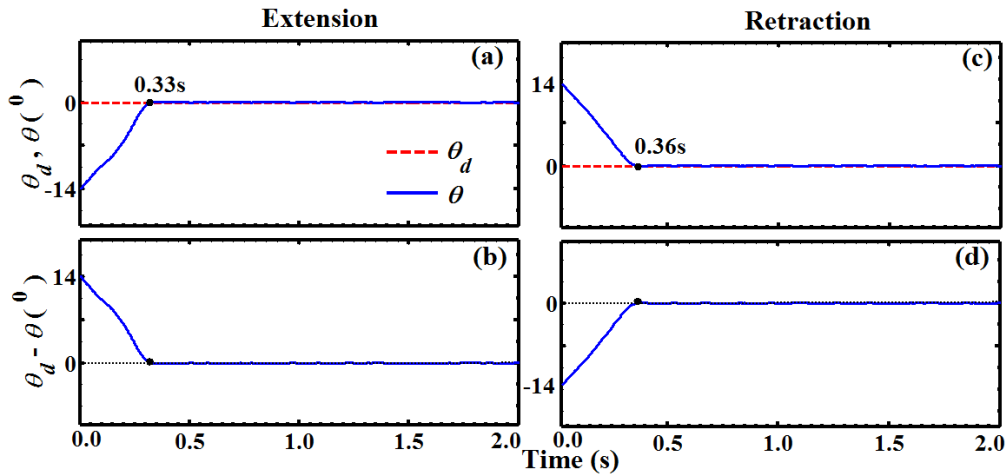 Extension
Retraction
(a)
0.33s
0
-14
θd , θ ( 0
θd
θ
(c)
14
0.36s
0
(b)
14
0
θd - θ ( 0 )
0.0
0.5
1.0
1.5
2.0
(d)
0
-14
0.0
0.5
1.0
1.5
2.0
Time (s)